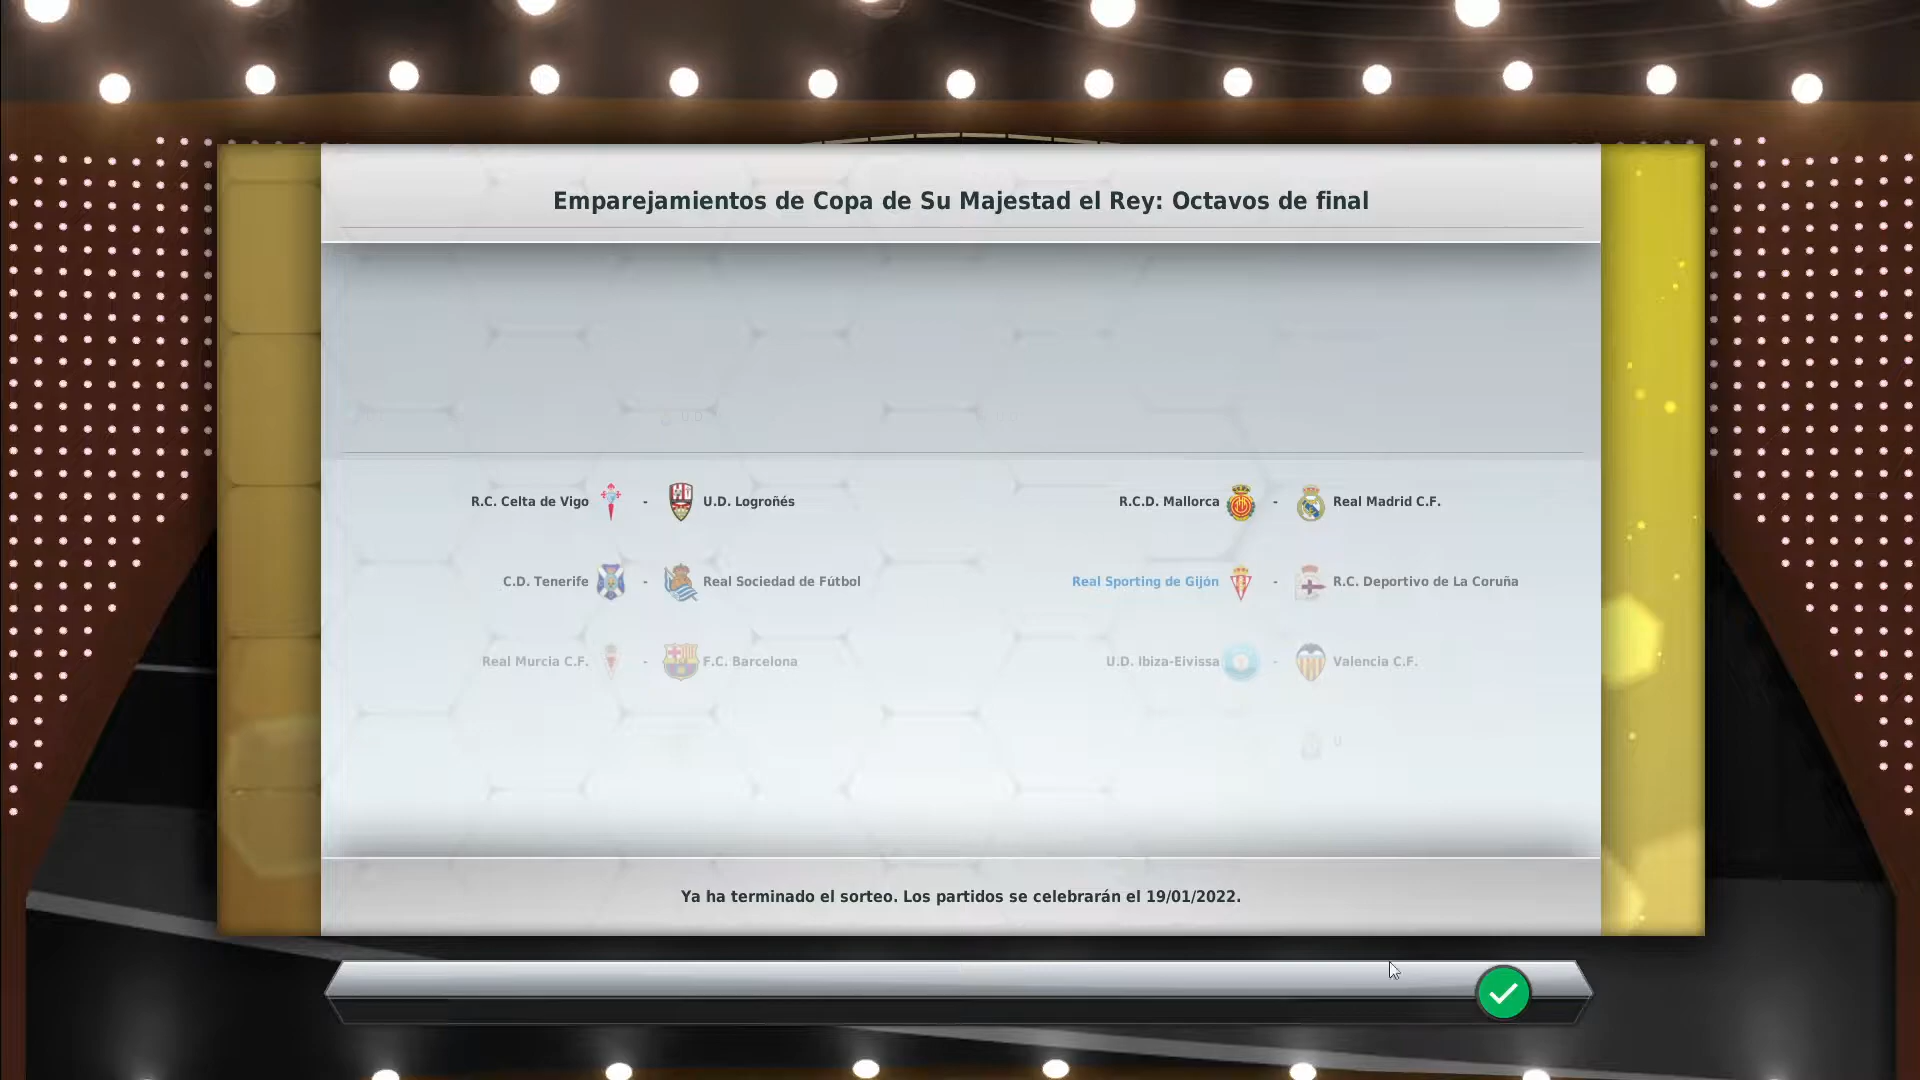 Emparejamientos de Copa de Su Majestad el Rey: Octavos de final
R.C. Celta de Vigo - U.D. Logroñés R.C.D. Mallorca - Real Madrid C.F.
C.D. Tenerife - Real Sociedad de Fútbol Real Sporting de Gijón - R.C. Deportivo de La Coruña
Real Murcia C.F. - F.C. Barcelona U.D. Ibiza-Eivissa - Valencia C.F.
Ya ha terminado el sorteo. Los partidos se celebrarán el 19/01/2022.